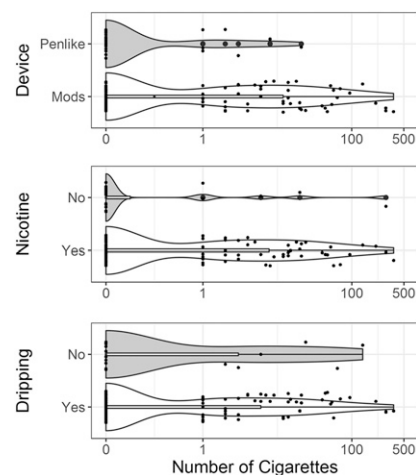 Device
Penlike
Mods
0 1 100 500
Nicotine
No
Yes
0 1 100 500
Dripping
No
Yes
0 1 100 500
Number of Cigarettes